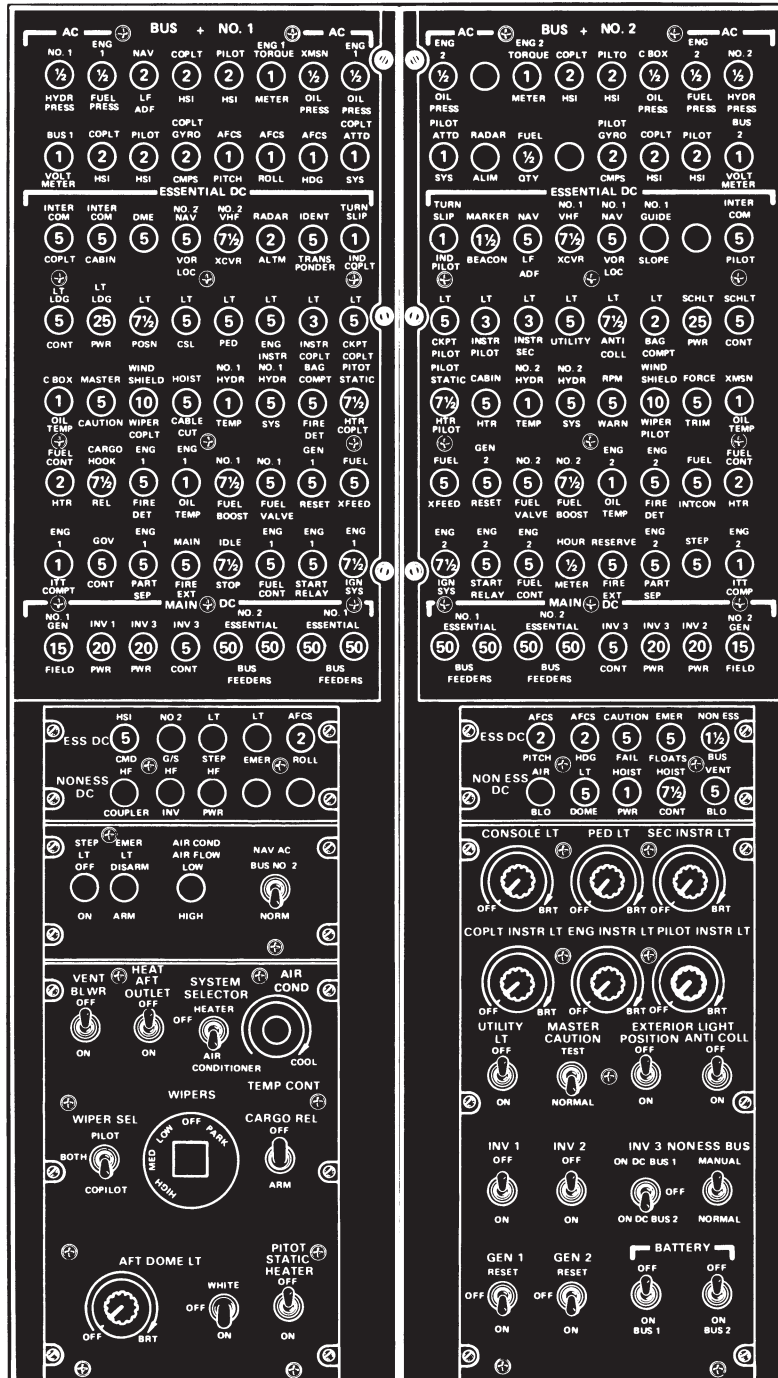 BUS + NO. 1
AC AC
NO. 1 ENG 1 NAV COPLT PILOT ENG 1 TORQUE XMSN ENG 1
½ ½ 2 2 2 1 ½ ½
HYDR PRESS FUEL PRESS LF ADF HSI HSI METER OIL PRESS OIL PRESS
BUS 1 COPLT PILOT COPLT GYRO AFCS AFCS AFCS COPLT ATTD
1 2 2 2 1 1 1 1
VOLT METER HSI HSI CMPS PITCH ROLL HDG SYS
ESSENTIAL DC
INTER COM INTER COM DME NO. 2 NAV NO. 2 VHF RADAR IDENT TURN SLIP
5 5 5 5 7½ 2 5 1
COPLT CABIN VOR LOC XCVR ALTM TRANS PONDER IND COPLT
LT LDG LT LDG LT LT LT LT LT LT
5 25 7½ 5 5 5 3 5
CONT PWR POSN CSL PED ENG INSTR INSTR COPLT CKPT COPLT
C BOX MASTER WIND SHIELD HOIST NO. 1 HYDR NO. 1 HYDR BAG COMPT PITOT STATIC
1 5 10 5 1 5 5 7½
OIL TEMP CAUTION WIPER COPLT CABLE CUT TEMP SYS FIRE DET HTR COPLT
FUEL CONT CARGO HOOK ENG 1 ENG 1 NO. 1 NO. 1 GEN 1 FUEL
2 7½ 5 1 7½ 5 5 5
HTR REL FIRE DET OIL TEMP FUEL BOOST FUEL VALVE RESET XFEED
ENG 1 GOV ENG 1 MAIN IDLE ENG 1 ENG 1 ENG 1
1 5 5 5 7½ 5 5 7½
ITT COMPT CONT PART SEP FIRE EXT STOP FUEL CONT START RELAY IGN SYS
MAIN DC
NO. 1 GEN INV 1 INV 3 INV 3 NO. 2 ESSENTIAL NO. 1 ESSENTIAL
15 20 20 5 50 50 50 50
FIELD PWR PWR CONT BUS FEEDERS BUS FEEDERS
HSI NO 2 LT LT AFCS
ESS DC 5 2
CMD G/S STEP EMER ROLL
HF HF HF
NONESS DC
COUPLER INV PWR
STEP LT OFF EMER LT DISARM AIR COND AIR FLOW LOW NAV AC BUS NO 2
ON ARM HIGH NORM
VENT BLWR OFF HEAT AFT OUTLET OFF SYSTEM SELECTOR HEATER AIR COND
OFF
ON ON AIR CONDITIONER COOL
TEMP CONT
WIPERS
WIPER SEL PILOT CARGO REL OFF
BOTH
HIGH MED LOW OFF PARK
COPILOT ARM
AFT DOME LT PITOT STATIC HEATER OFF
WHITE
OFF
OFF BRT ON ON
BUS + NO. 2
AC AC
ENG 2 ENG 2 TORQUE COPLT PILTO C BOX ENG 2 NO. 2
½ 1 2 2 ½ ½ ½
OIL PRESS METER HSI HSI OIL PRESS FUEL PRESS HYDR PRESS
PILOT ATTD RADAR FUEL PILOT GYRO COPLT PILOT BUS 2
1 1 ½ 2 2 2 1
SYS ALIM QTY CMPS HSI HSI VOLT METER
ESSENTIAL DC
TURN SLIP MARKER NAV NO. 1 VHF NO. 1 NAV NO. 1 GUIDE INTER COM
1 1½ 5 7½ 5 5
IND PILOT BEACON LF ADF XCVR VOR LOC SLOPE PILOT
LT LT LT LT LT LT SCHLT SCHLT
5 3 3 5 7½ 2 25 5
CKPT PILOT INSTR PILOT INSTR SEC UTILITY ANTI COLL BAG COMPT PWR CONT
PILOT STATIC CABIN NO. 2 HYDR NO. 2 HYDR RPM WIND SHIELD FORCE XMSN
7½ 5 1 5 5 10 5 1
HTR PILOT HTR TEMP SYS WARN WIPER PILOT TRIM OIL TEMP
FUEL GEN 2 NO. 2 NO. 2 ENG 2 ENG 2 FUEL FUEL CONT
5 5 5 7½ 1 5 5 2
XFEED RESET FUEL VALVE FUEL BOOST OIL TEMP FIRE DET INTCON HTR
ENG 2 ENG 2 ENG 2 HOUR RESERVE ENG 2 STEP ENG 2
7½ 5 5 ½ 5 5 5 1
IGN SYS START RELAY FUEL CONT METER FIRE EXT PART SEP ITT COMP
MAIN DC
NO. 1 ESSENTIAL NO. 2 ESSENTIAL INV 3 INV 3 INV 2 NO. 2 GEN
50 50 50 50 5 20 20 15
BUS FEEDERS BUS FEEDERS CONT PWR PWR FIELD
AFCS AFCS CAUTION EMER NON ESS
ESS DC 2 2 5 5 1½
PITCH HDG FAIL FLOATS BUS
AIR LT HOIST HOIST VENT
NON ESS DC 5 1 7½ 5
BLO DOME PWR CONT BLO
CONSOLE LT PED LT SEC INSTR LT
OFF BRT OFF BRT OFF BRT
COPLT INSTR LT ENG INSTR LT PILOT INSTR LT
OFF BRT OFF BRT OFF BRT
UTILITY LT MASTER CAUTION EXTERIOR LIGHT
POSITION ANTI COLL
OFF TEST OFF OFF
ON NORMAL ON ON
INV 1 INV 2 INV 3 NONESS BUS
OFF OFF ON DC BUS 1 MANUAL
OFF
ON ON ON DC BUS 2 NORMAL
GEN 1 GEN 2 BATTERY
RESET RESET OFF OFF
OFF OFF
ON ON ON BUS 1 ON BUS 2